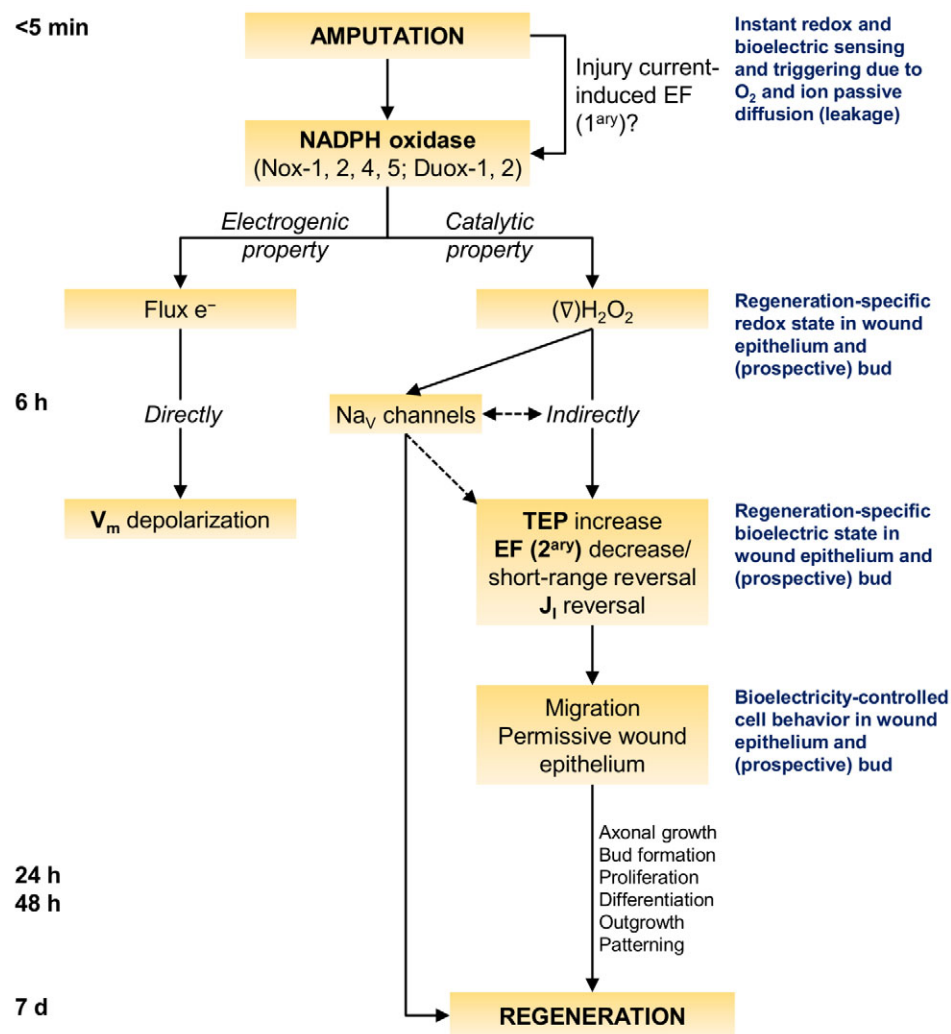 <5 min
AMPUTATION
Instant redox and
bioelectric sensing
and triggering due to
O₂ and ion passive
diffusion (leakage)
Injury current-
induced EF
(1ᵃʳʸ)?
NADPH oxidase
(Nox-1, 2, 4, 5; Duox-1, 2)
Electrogenic
property
Catalytic
property
Flux e⁻
(∇)H₂O₂
Regeneration-specific
redox state in wound
epithelium and
(prospective) bud
6 h
Directly
Naᵥ channels
Indirectly
Vₘ depolarization
TEP increase
EF (2ᵃʳʸ) decrease/
short-range reversal
Jₗ reversal
Regeneration-specific
bioelectric state in
wound epithelium and
(prospective) bud
Migration
Permissive wound
epithelium
Bioelectricity-controlled
cell behavior in wound
epithelium and
(prospective) bud
Axonal growth
Bud formation
Proliferation
Differentiation
Outgrowth
Patterning
24 h
48 h
7 d
REGENERATION